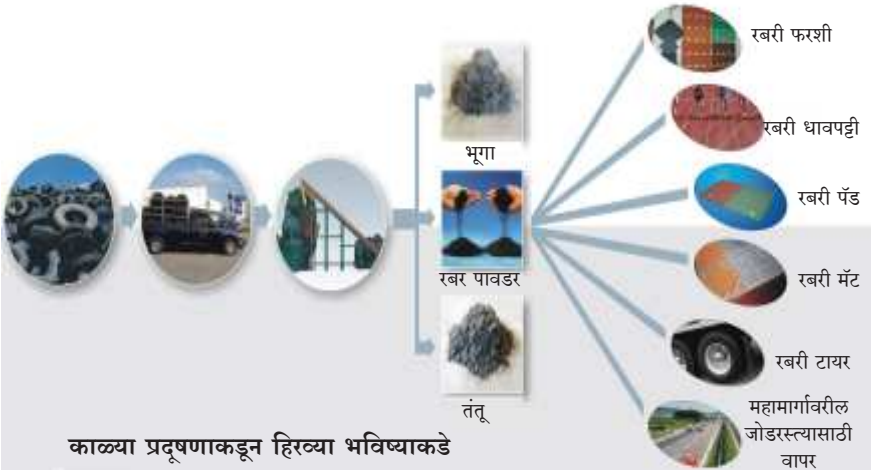 रबरी फरशी
रबरी धावपट्टी
भूगा
रबरी पॅड
रबर पावडर
रबरी मॅट
रबरी टायर
तंतू
महामार्गावरील
जोडरस्त्यासाठी
वापर
काळ्या प्रदूषणाकडून हिरव्या भविष्याकडे